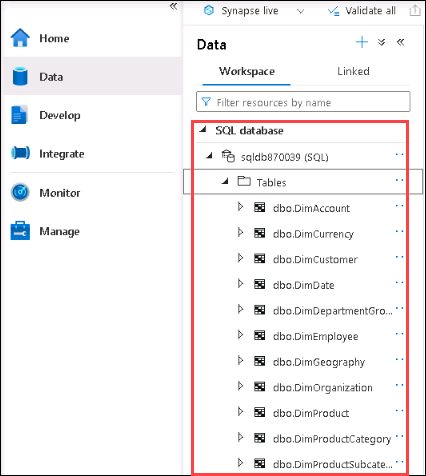 Synapse live
Validate all
Home
Data
Develop
Integrate
Monitor
Manage
Data
Workspace
Linked
Filter resources by name
SQL database
sqldb870039 (SQL)
Tables
dbo.DimAccount
dbo.DimCurrency
dbo.DimCustomer
dbo.DimDate
dbo.DimDepartmentGro...
dbo.DimEmployee
dbo.DimGeography
dbo.DimOrganization
dbo.DimProduct
dbo.DimProductCategory
dbo.DimProductSubcate...